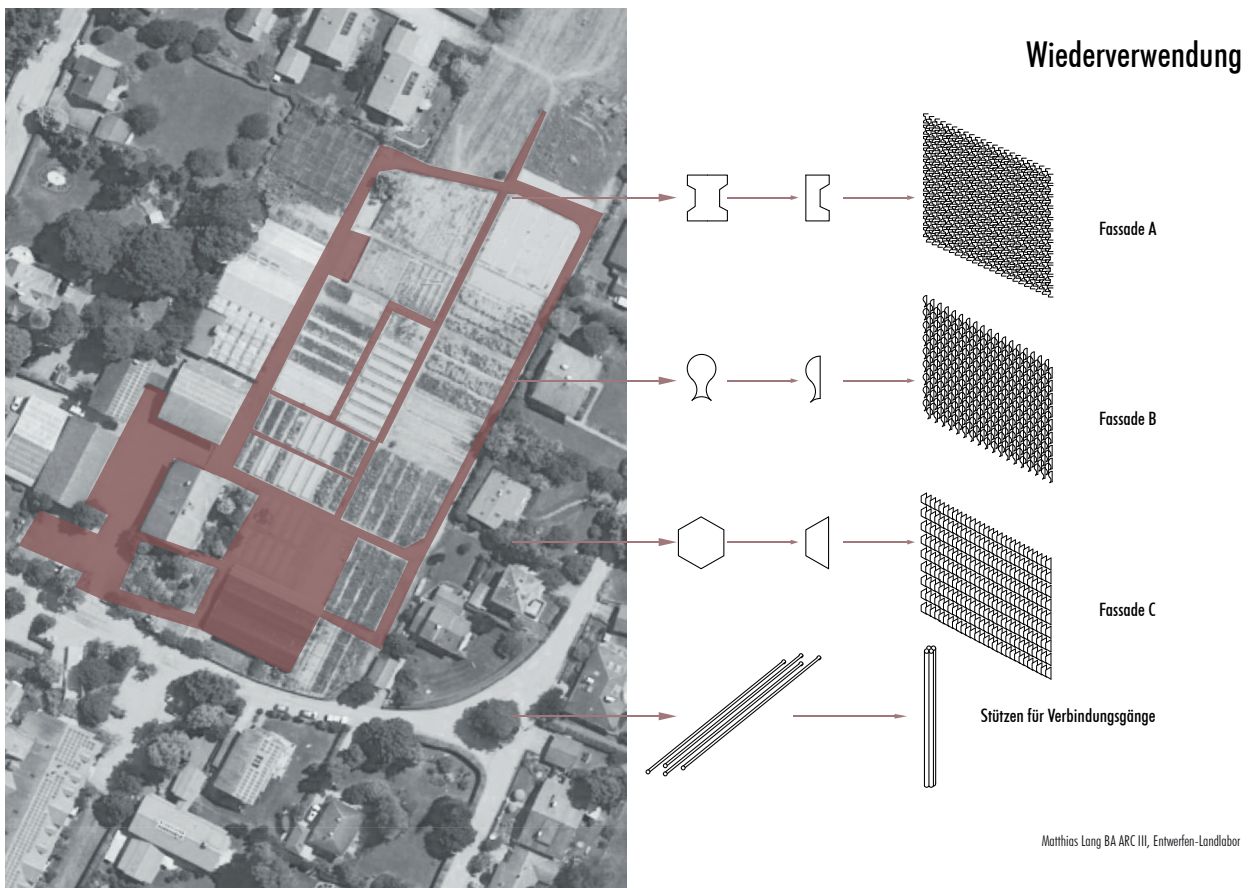 Wiederverwendung
Fassade A
Fassade B
Fassade C
Stützen für Verbindungsgänge
Matthias Lang BA ARC III, Entwerfen-Landlabor